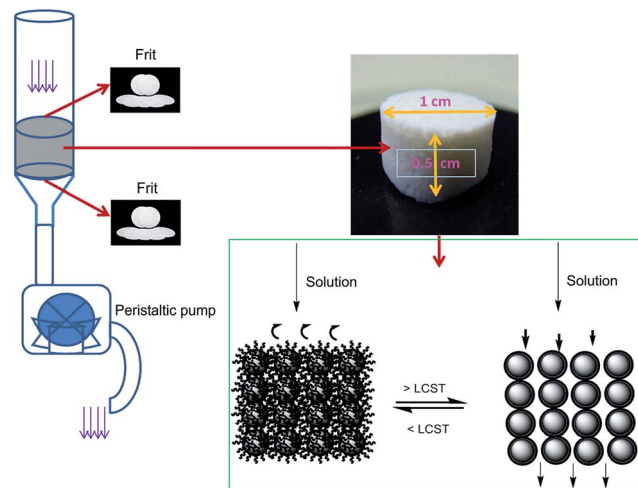 Frit
1 cm
0.5 cm
Frit
Peristaltic pump
Solution
Solution
> LCST
< LCST